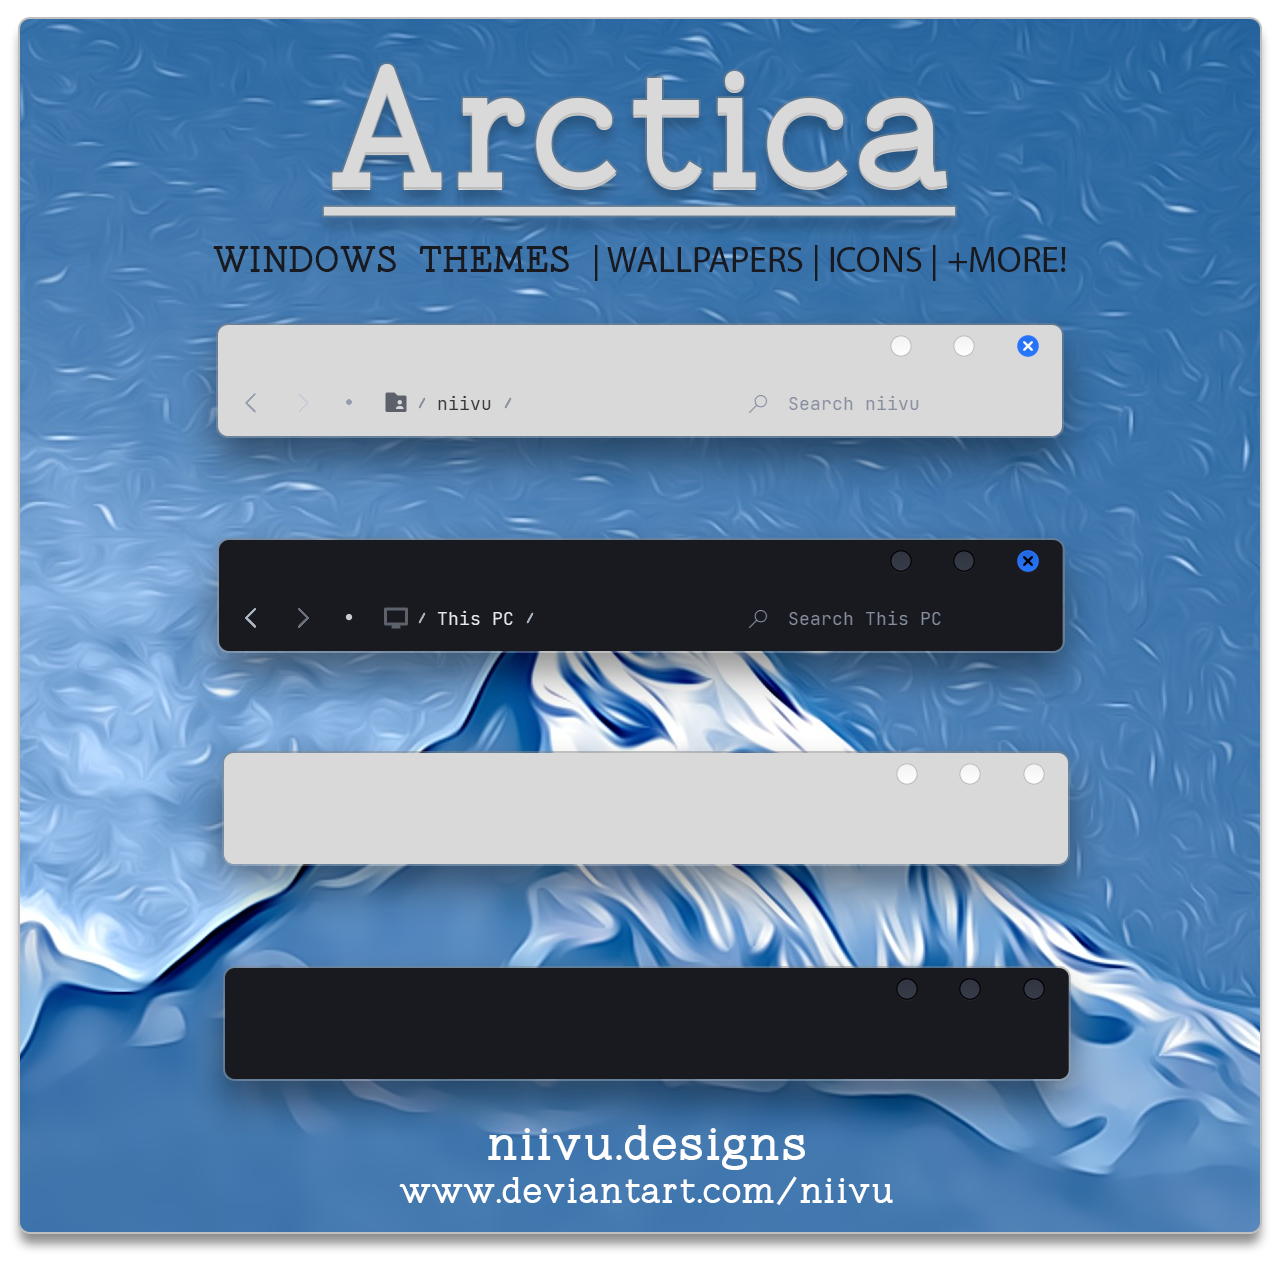 Arctica
WINDOWS THEMES | WALLPAPERS | ICONS | +MORE!
/ niivu / Search niivu
/ This PC / Search This PC
niivu.designs
www.deviantart.com/niivu